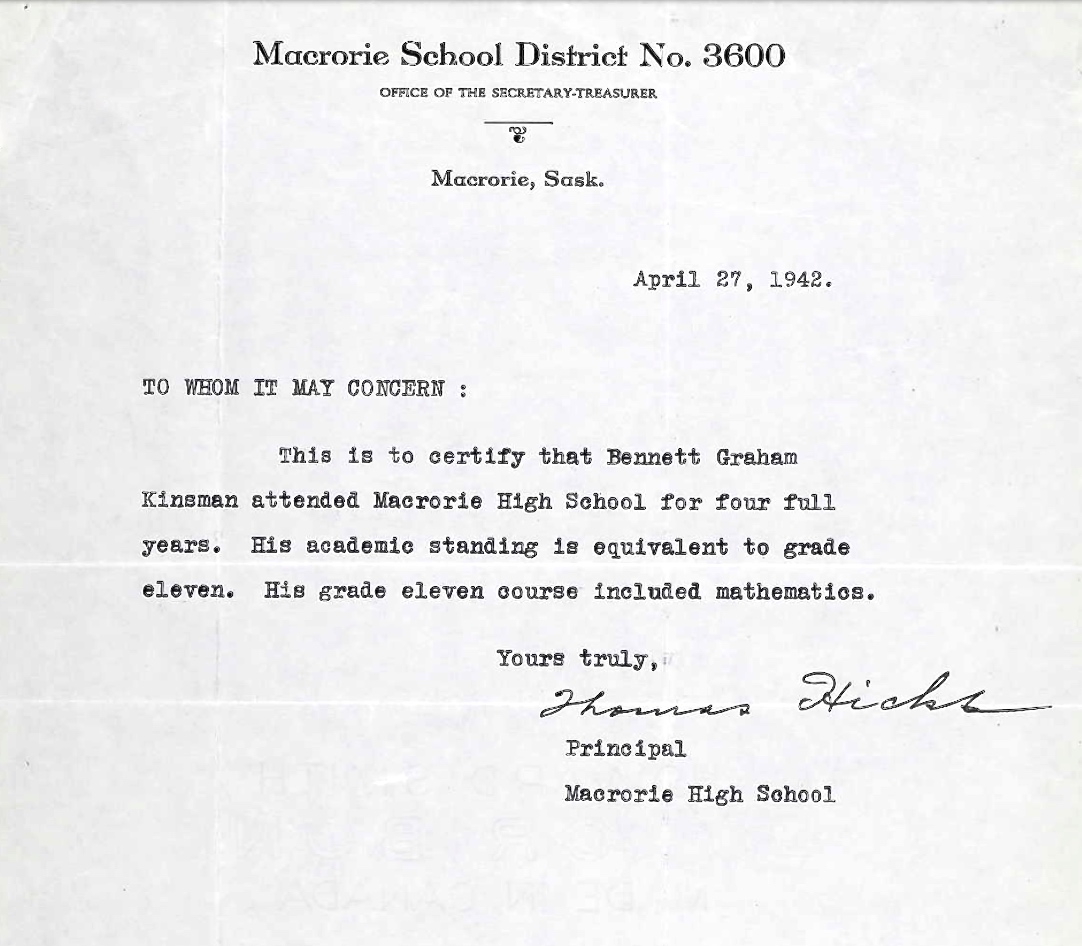 Macrorie School District No. 3600
OFFICE OF THE SECRETARY-TREASURER
Macrorie, Sask.
April 27, 1942.
TO WHOM IT MAY CONCERN :
This is to certify that Bennett Graham
Kinsman attended Macrorie High School for four full
years. His academic standing is equivalent to grade
eleven. His grade eleven course included mathematics.
Yours truly,
Thomas Hicks
Principal
Macrorie High School
MADE IN CANADA